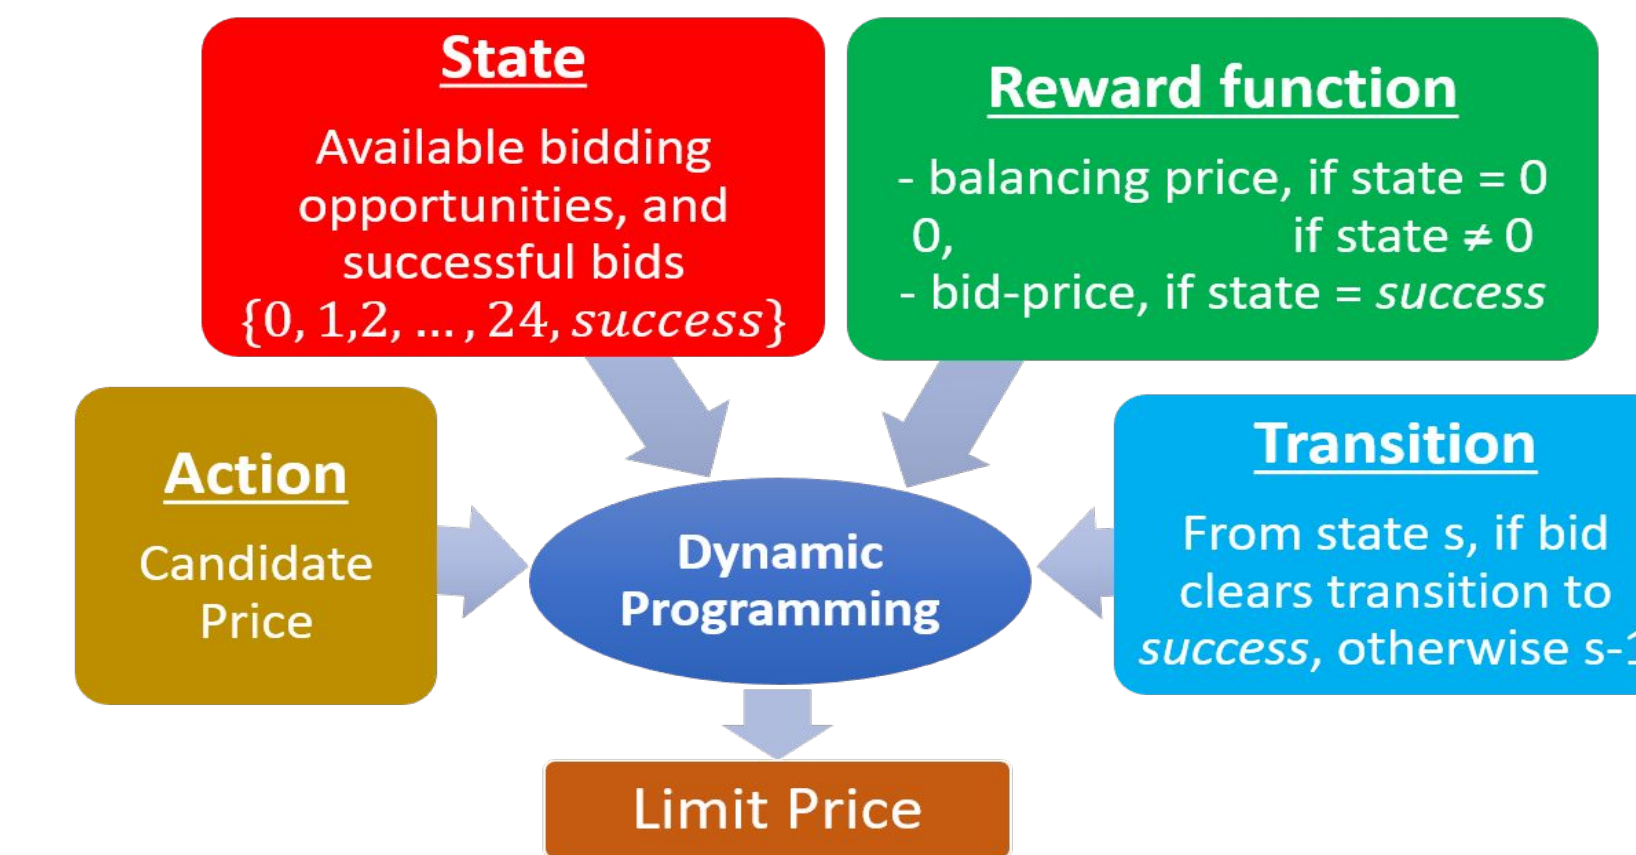 State
Available bidding
opportunities, and
successful bids
{0, 1,2, … , 24, success}
Reward function
- balancing price, if state = 0
0, if state ≠ 0
- bid-price, if state = success
Action
Candidate
Price
Dynamic
Programming
Transition
From state s, if bid
clears transition to
success, otherwise s-1
Limit Price